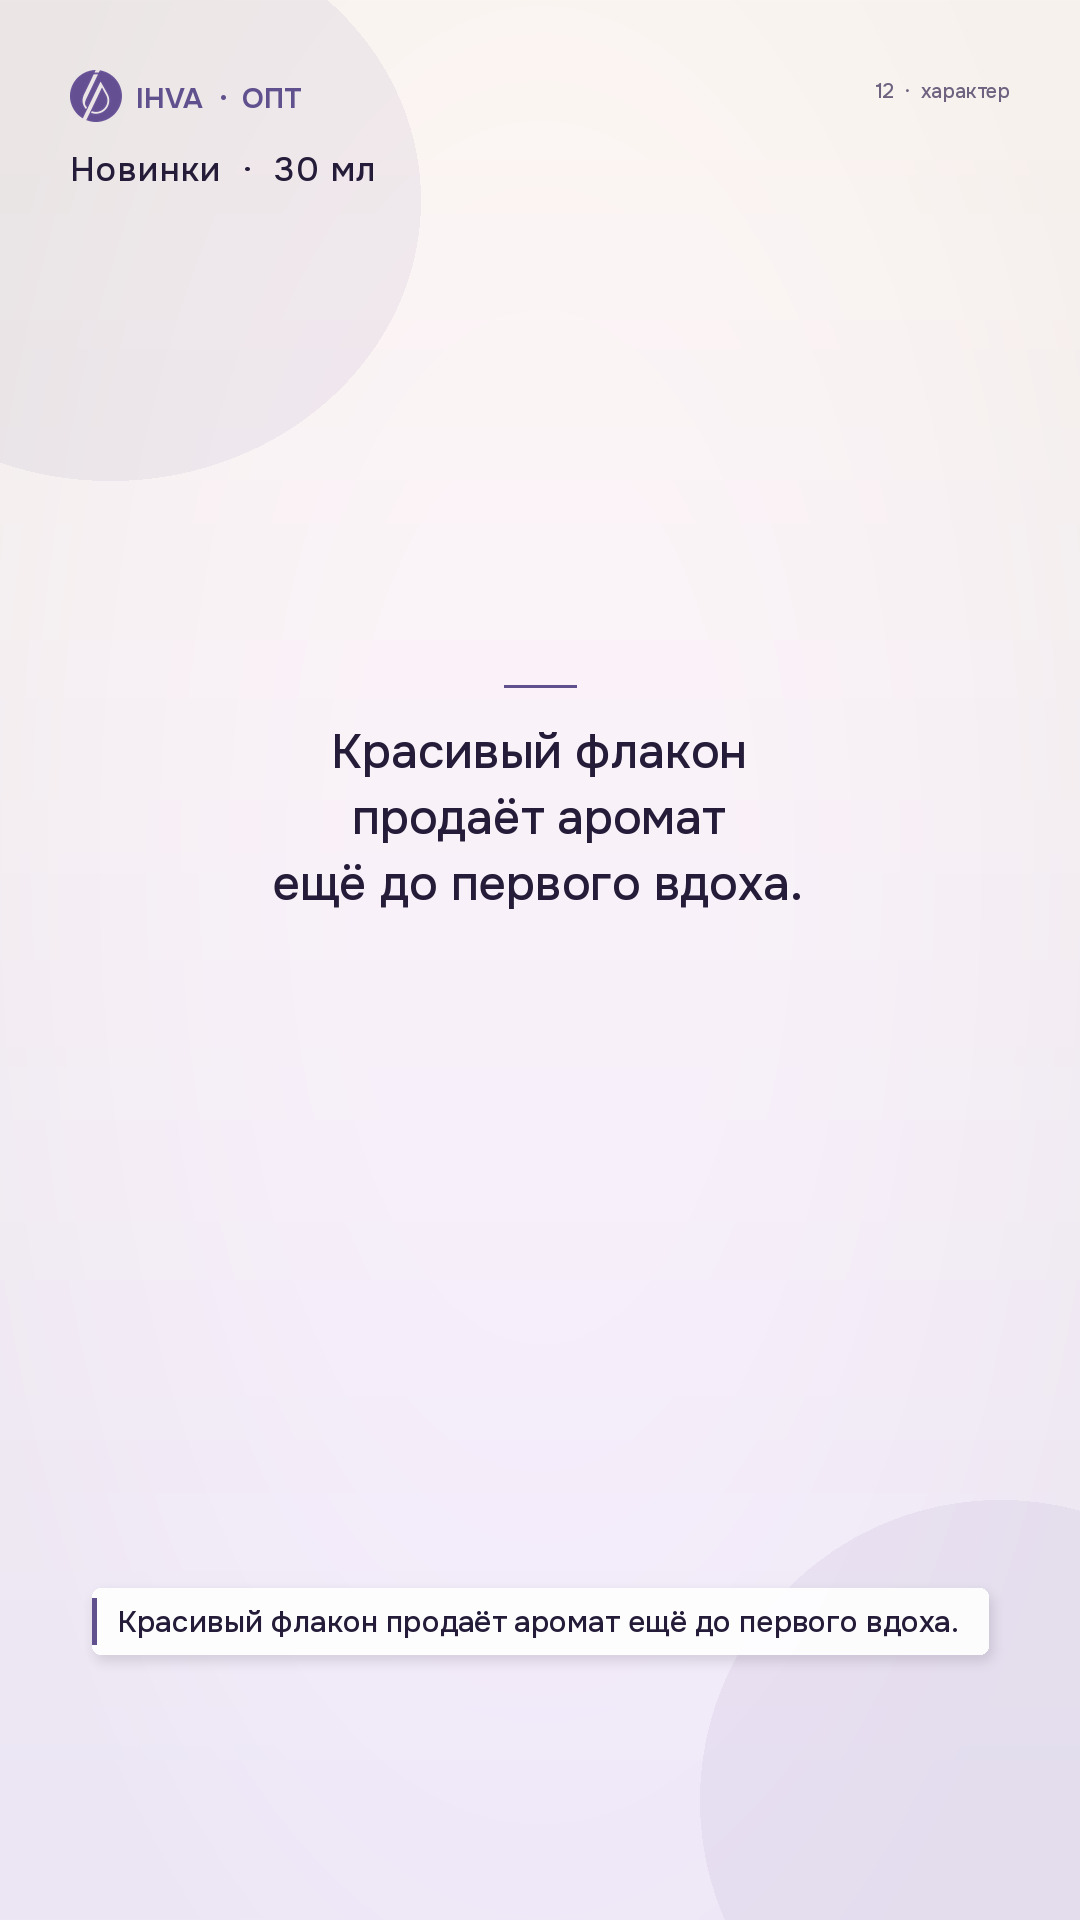 IHVA · ОПТ
12 · характер
Новинки · 30 мл
Красивый флакон
продаёт аромат
ещё до первого вдоха.
Красивый флакон продаёт аромат ещё до первого вдоха.